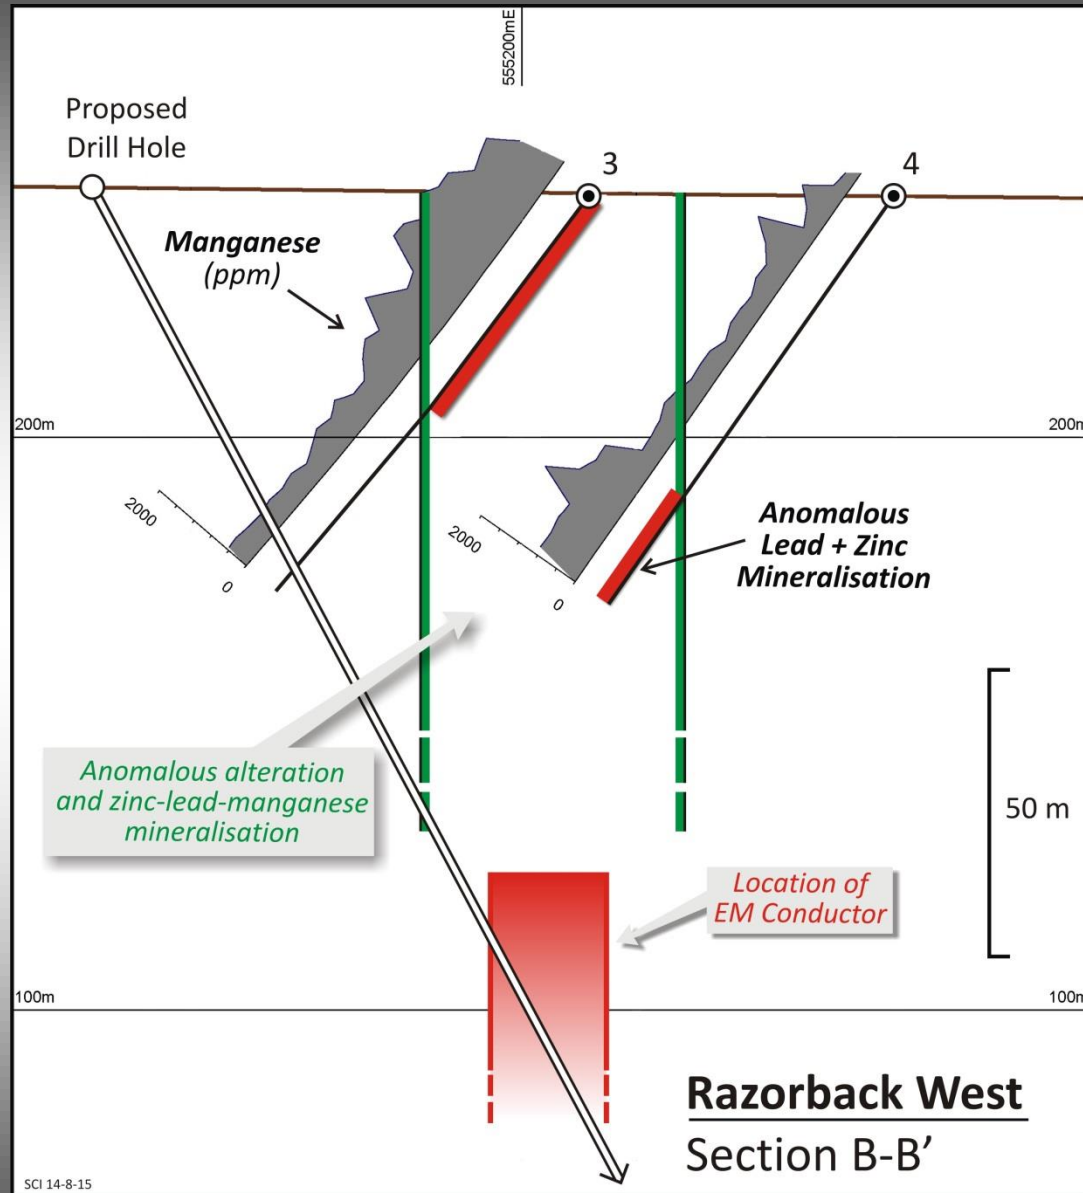 555200mE
Proposed
Drill Hole
3
4
Manganese
(ppm)
200m
200m
2000
0
2000
0
Anomalous
Lead + Zinc
Mineralisation
Anomalous alteration
and zinc-lead-manganese
mineralisation
50 m
Location of
EM Conductor
100m
100m
Razorback West
Section B-B’
SCI 14-8-15